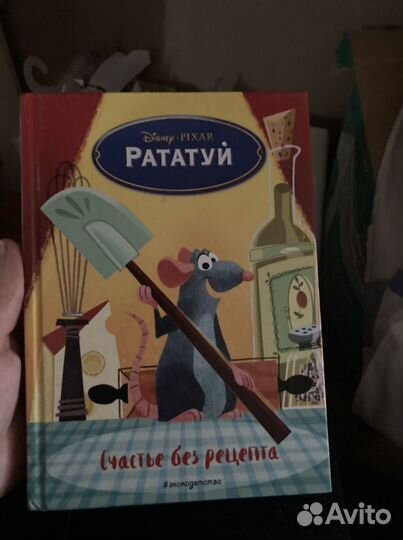 Disney · PIXAR
РАТАТУЙ
Счастье без рецепта
#эксмодетство
Avito